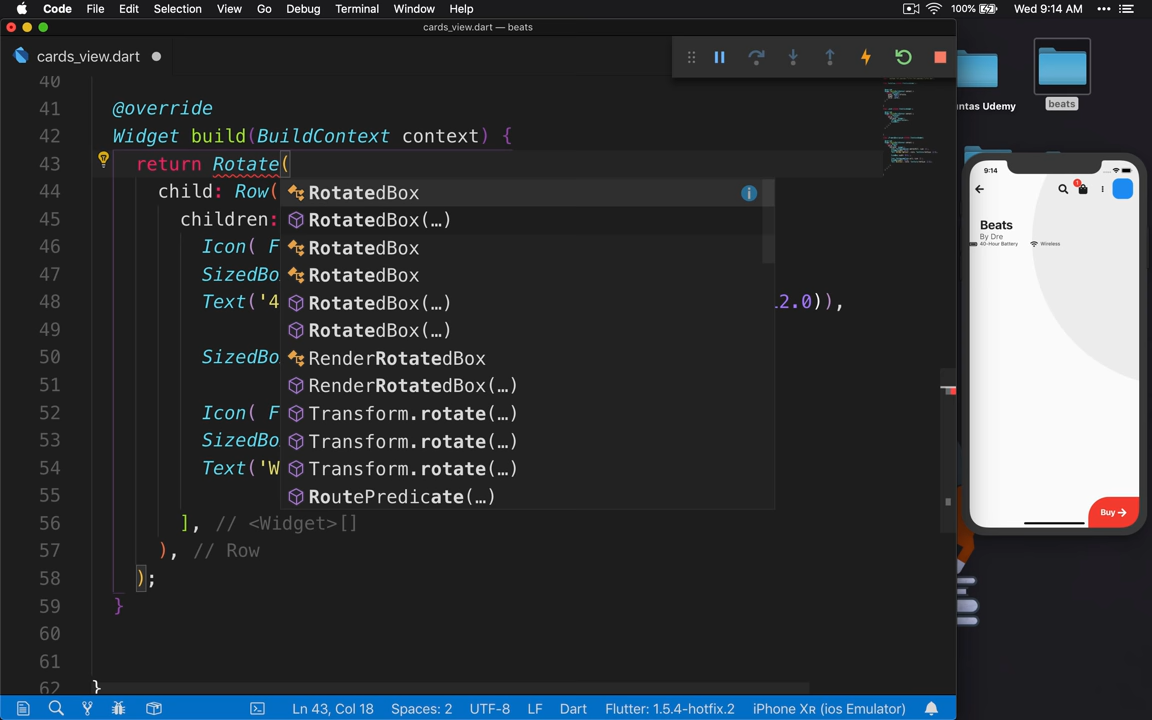 Code File Edit Selection View Go Debug Terminal Window Help 100% Wed 9:14 AM
cards_view.dart — beats
cards_view.dart
untas Udemy
beats
40
41 @override
42 Widget build(BuildContext context) {
43 return Rotate(
44 child: Row(
45 children:
46 Icon( F
47 SizedBo
48 Text('4 2.0)),
49
50 SizedBo
51
52 Icon( F
53 SizedBo
54 Text('W
55
56 ], // <Widget>[]
57 ), // Row
58 );
59 }
60
61
62 }
RotatedBox
RotatedBox(…)
RotatedBox
RotatedBox
RotatedBox(…)
RotatedBox(…)
RenderRotatedBox
RenderRotatedBox(…)
Transform.rotate(…)
Transform.rotate(…)
Transform.rotate(…)
RoutePredicate(…)
9:14
1
Beats
By Dre
40-Hour Battery Wireless
Buy
Ln 43, Col 18 Spaces: 2 UTF-8 LF Dart Flutter: 1.5.4-hotfix.2 iPhone XR (ios Emulator)